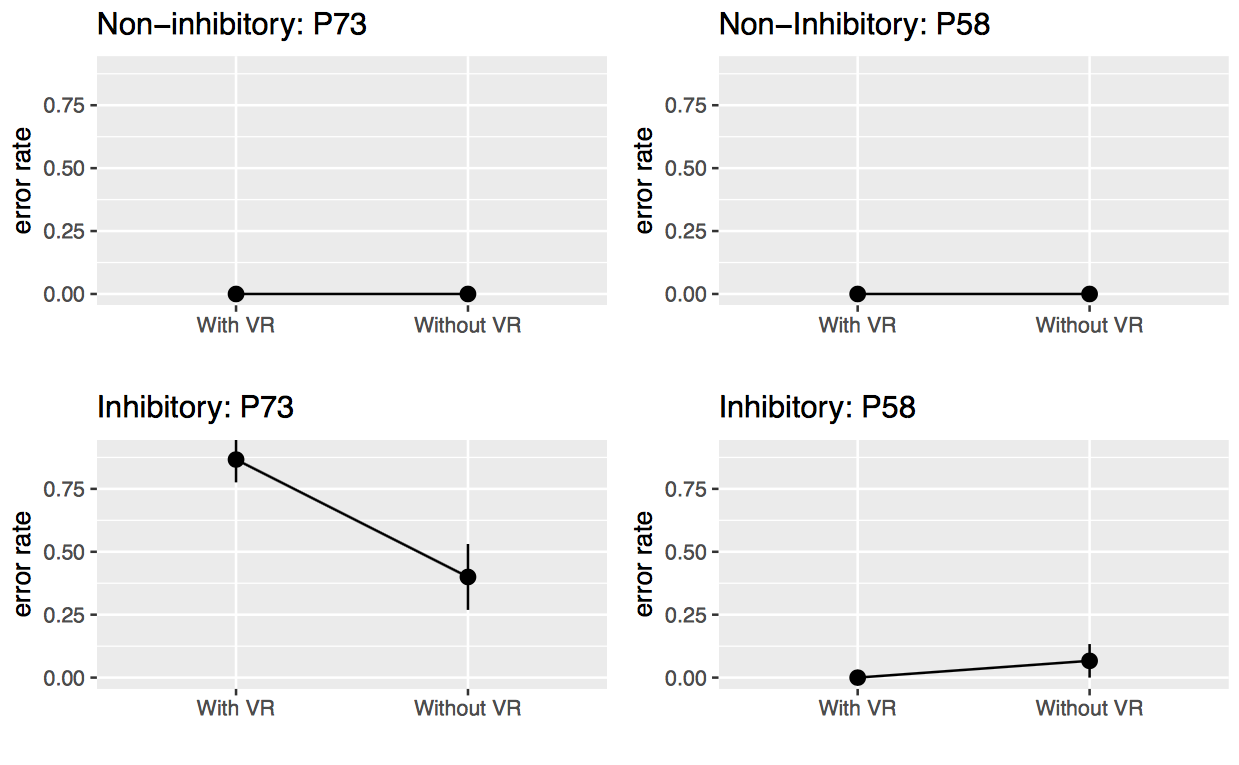 Non−inhibitory: P73
error rate
0.75
0.50
0.25
0.00
With VR
Without VR
Non−Inhibitory: P58
error rate
0.75
0.50
0.25
0.00
With VR
Without VR
Inhibitory: P73
error rate
0.75
0.50
0.25
0.00
With VR
Without VR
Inhibitory: P58
error rate
0.75
0.50
0.25
0.00
With VR
Without VR